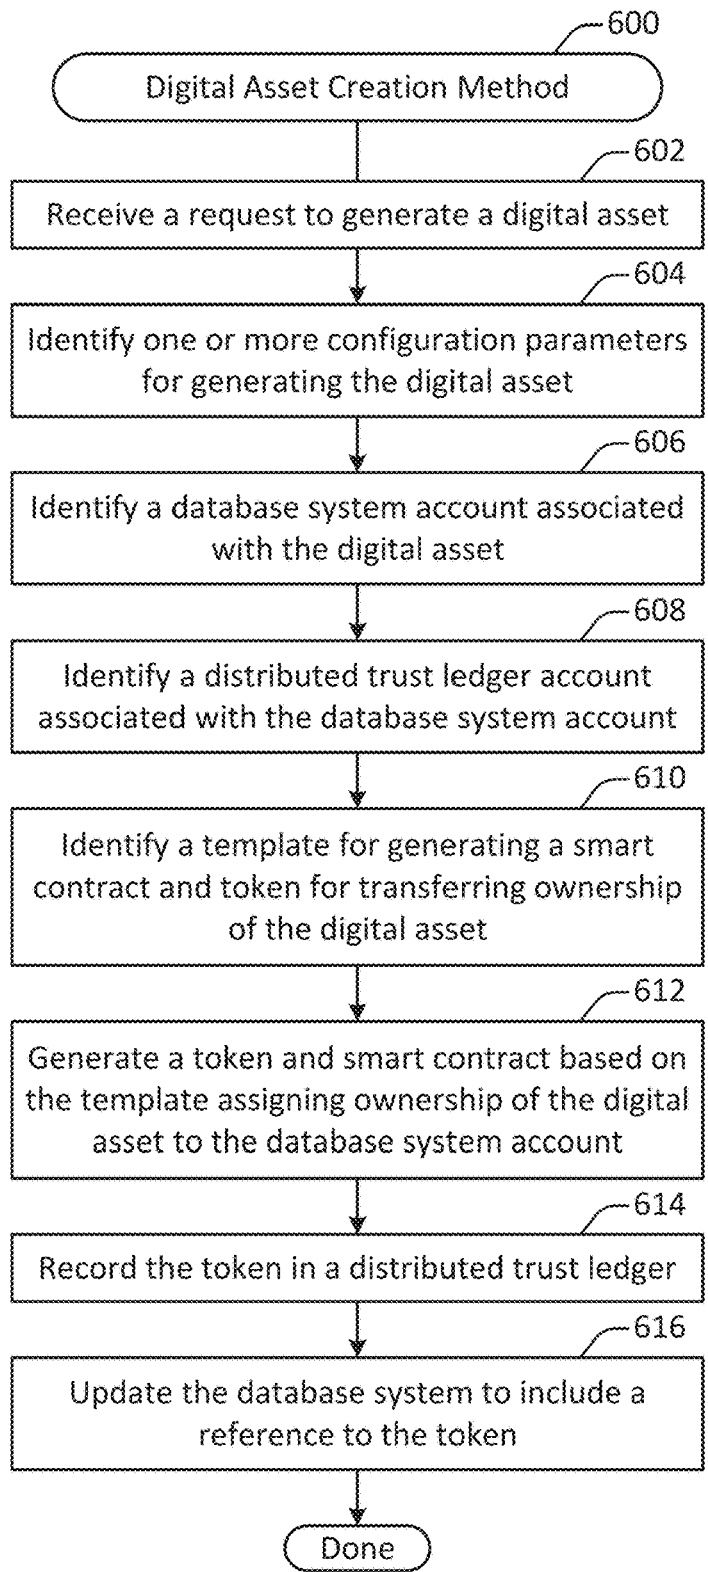 600
Digital Asset Creation Method
602
Receive a request to generate a digital asset
604
Identify one or more configuration parameters
for generating the digital asset
606
Identify a database system account associated
with the digital asset
608
Identify a distributed trust ledger account
associated with the database system account
610
Identify a template for generating a smart
contract and token for transferring ownership
of the digital asset
612
Generate a token and smart contract based on
the template assigning ownership of the digital
asset to the database system account
614
Record the token in a distributed trust ledger
616
Update the database system to include a
reference to the token
Done